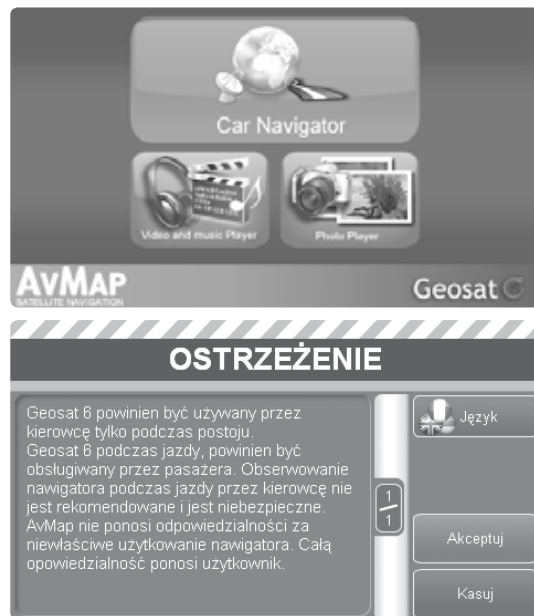 Car Navigator
Video and music Player
Photo Player
AvMap
SATELLITE NAVIGATION
Geosat
OSTRZEŻENIE
Geosat 6 powinien być używany przez
kierowcę tylko podczas postoju.
Geosat 6 podczas jazdy, powinien być
obsługiwany przez pasażera. Obserwowanie
nawigatora podczas jazdy przez kierowcę nie
jest rekomendowane i jest niebezpieczne.
AvMap nie ponosi odpowiedzialności za
niewłaściwe użytkowanie nawigatora. Całą
opowiedzialność ponosi użytkownik.
1
1
Język
Akceptuj
Kasuj